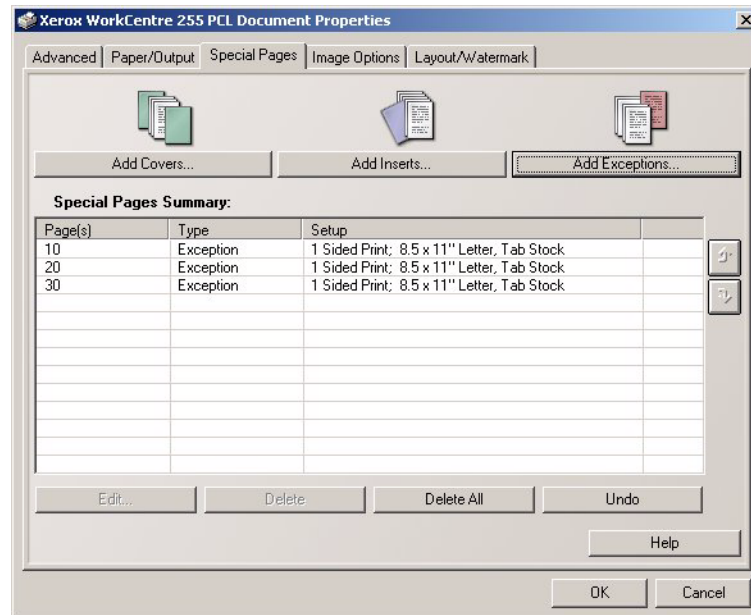 Xerox WorkCentre 255 PCL Document Properties
Advanced Paper/Output Special Pages Image Options Layout/Watermark
Add Covers... Add Inserts... Add Exceptions...
Special Pages Summary:
Page(s) Type Setup
10 Exception 1 Sided Print; 8.5 x 11" Letter, Tab Stock
20 Exception 1 Sided Print; 8.5 x 11" Letter, Tab Stock
30 Exception 1 Sided Print; 8.5 x 11" Letter, Tab Stock
Edit... Delete Delete All Undo
Help
OK Cancel